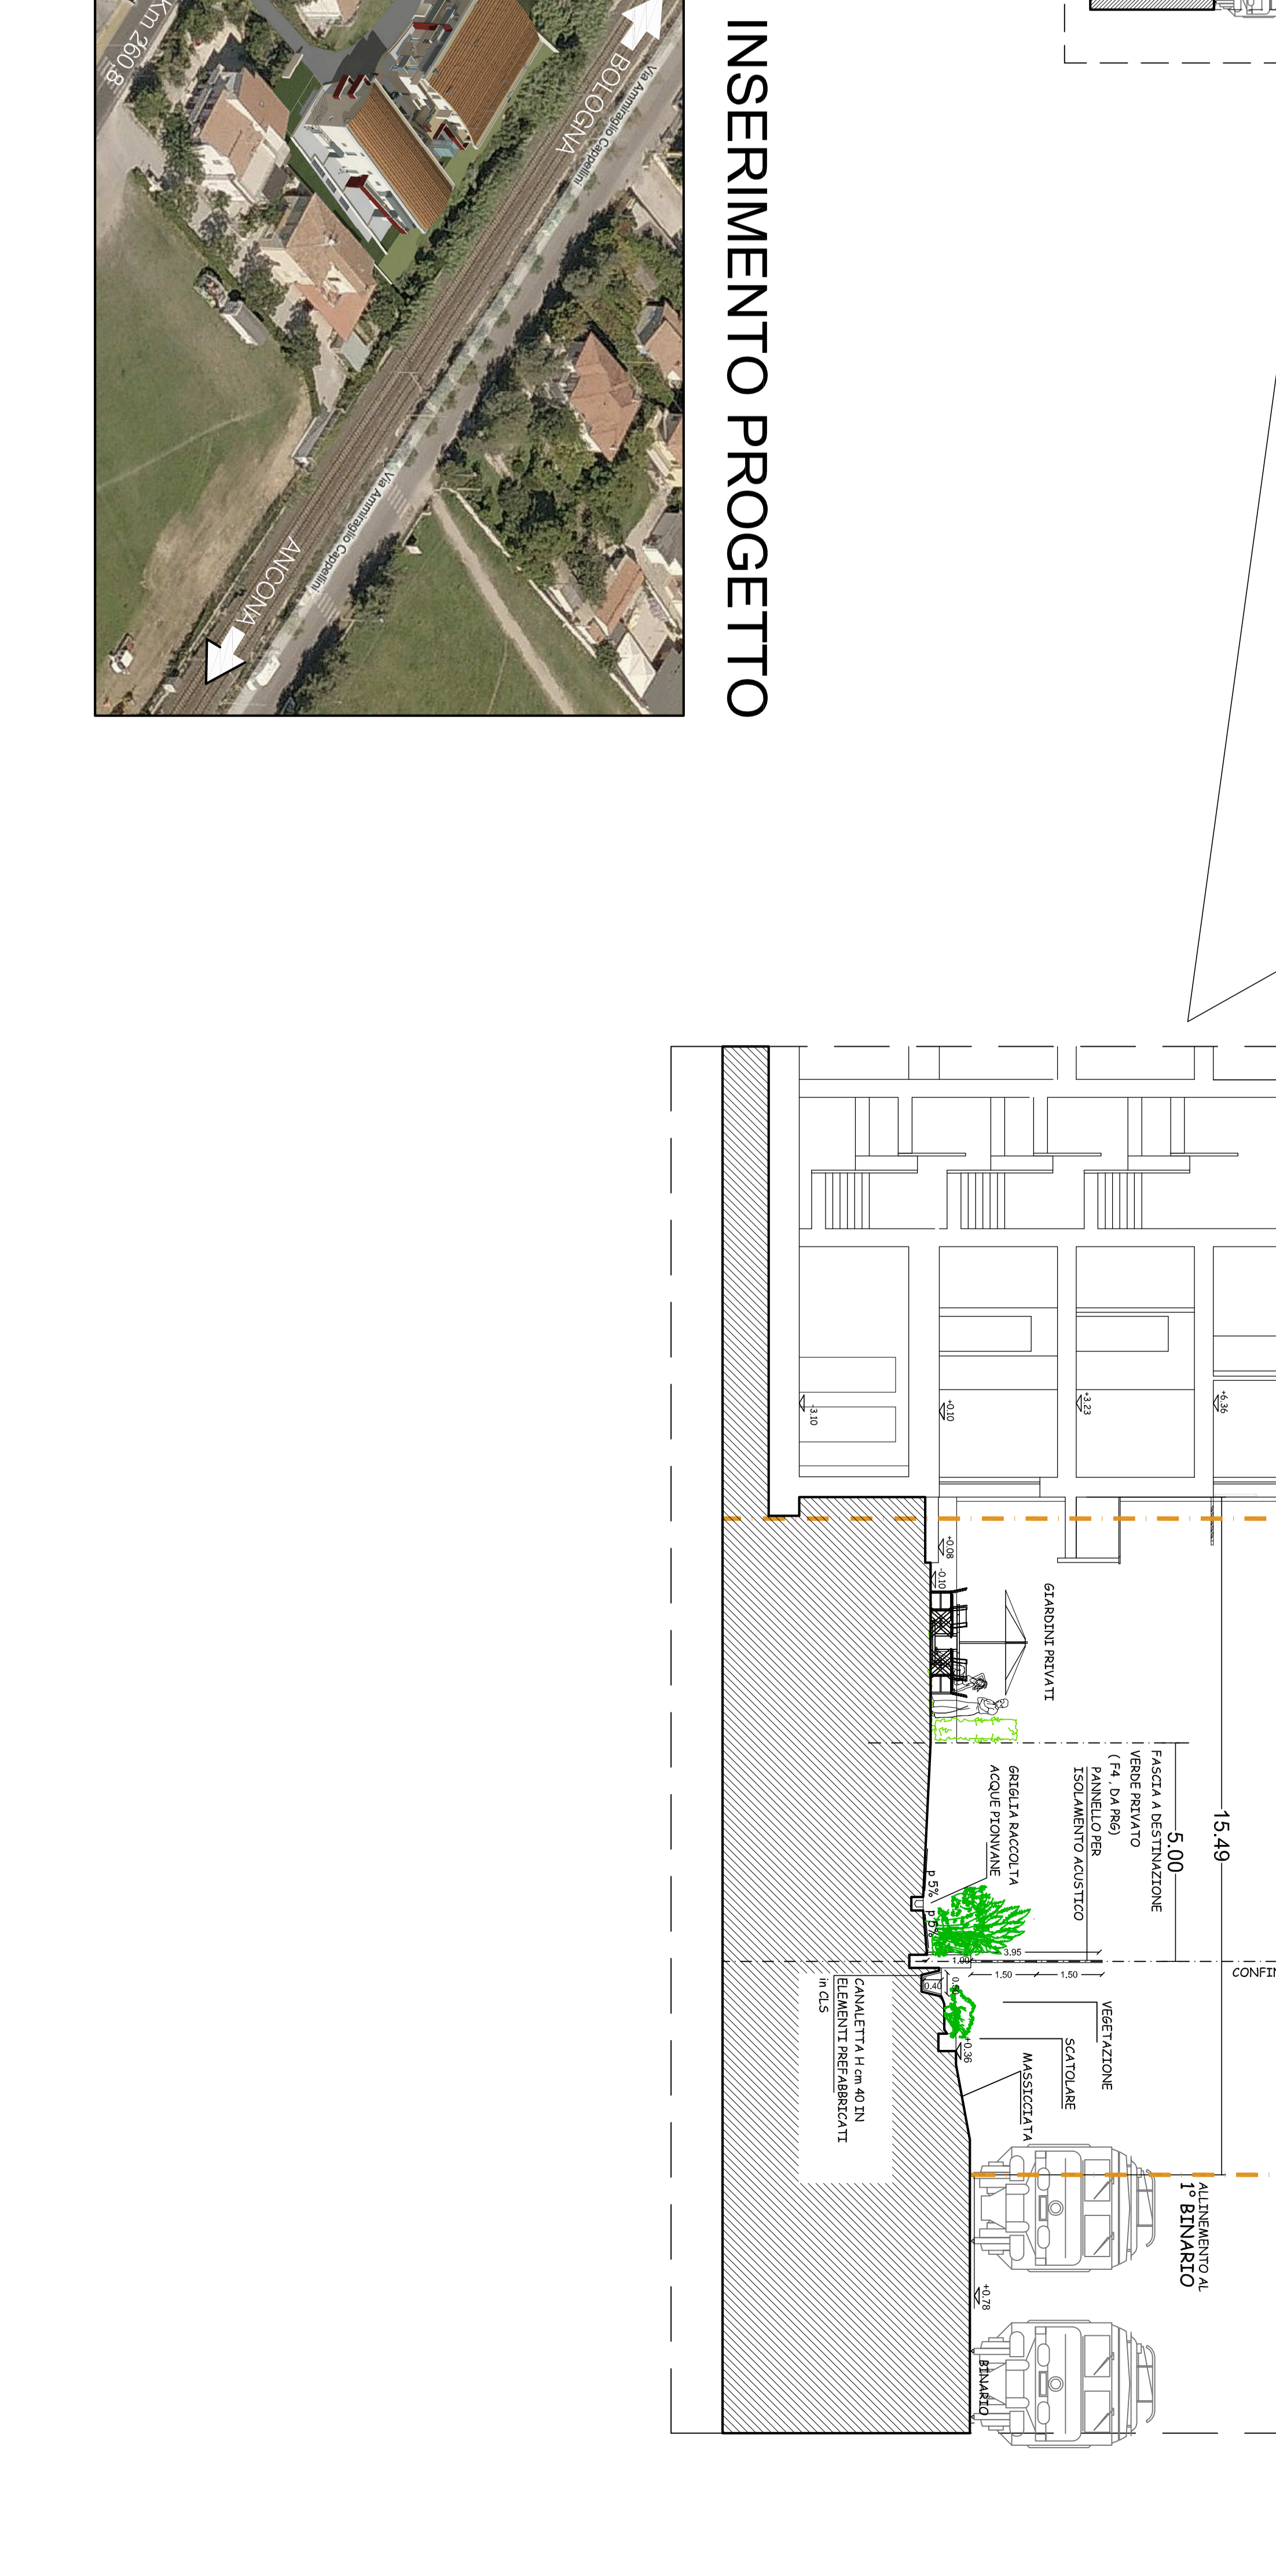 INSERIMENTO PROGETTO
Km 260.8
BOLOGNA
Via Ammiraglio Cappellini
Via Ammiraglio Cappellini
ANCONA
+6.36
+3.23
+0.10
-3.10
+0.08
-0.10
GIARDINI PRIVATI
15.49
5.00
FASCIA A DESTINAZIONE
VERDE PRIVATO
( F4 , DA PRG)
PANNELLO PER
ISOLAMENTO ACUSTICO
GRIGLIA RACCOLTA
ACQUE PIONVANE
p 5%
p 5%
3.95
1.00
1.50
1.50
0.40
CANALETTA H cm 40 IN
ELEMENTI PREFABBRICATI
in CLS
VEGETAZIONE
SCATOLARE
MASSICCIATA
+0.36
ALLINEMENTO AL
1° BINARIO
+0.78
BINARIO